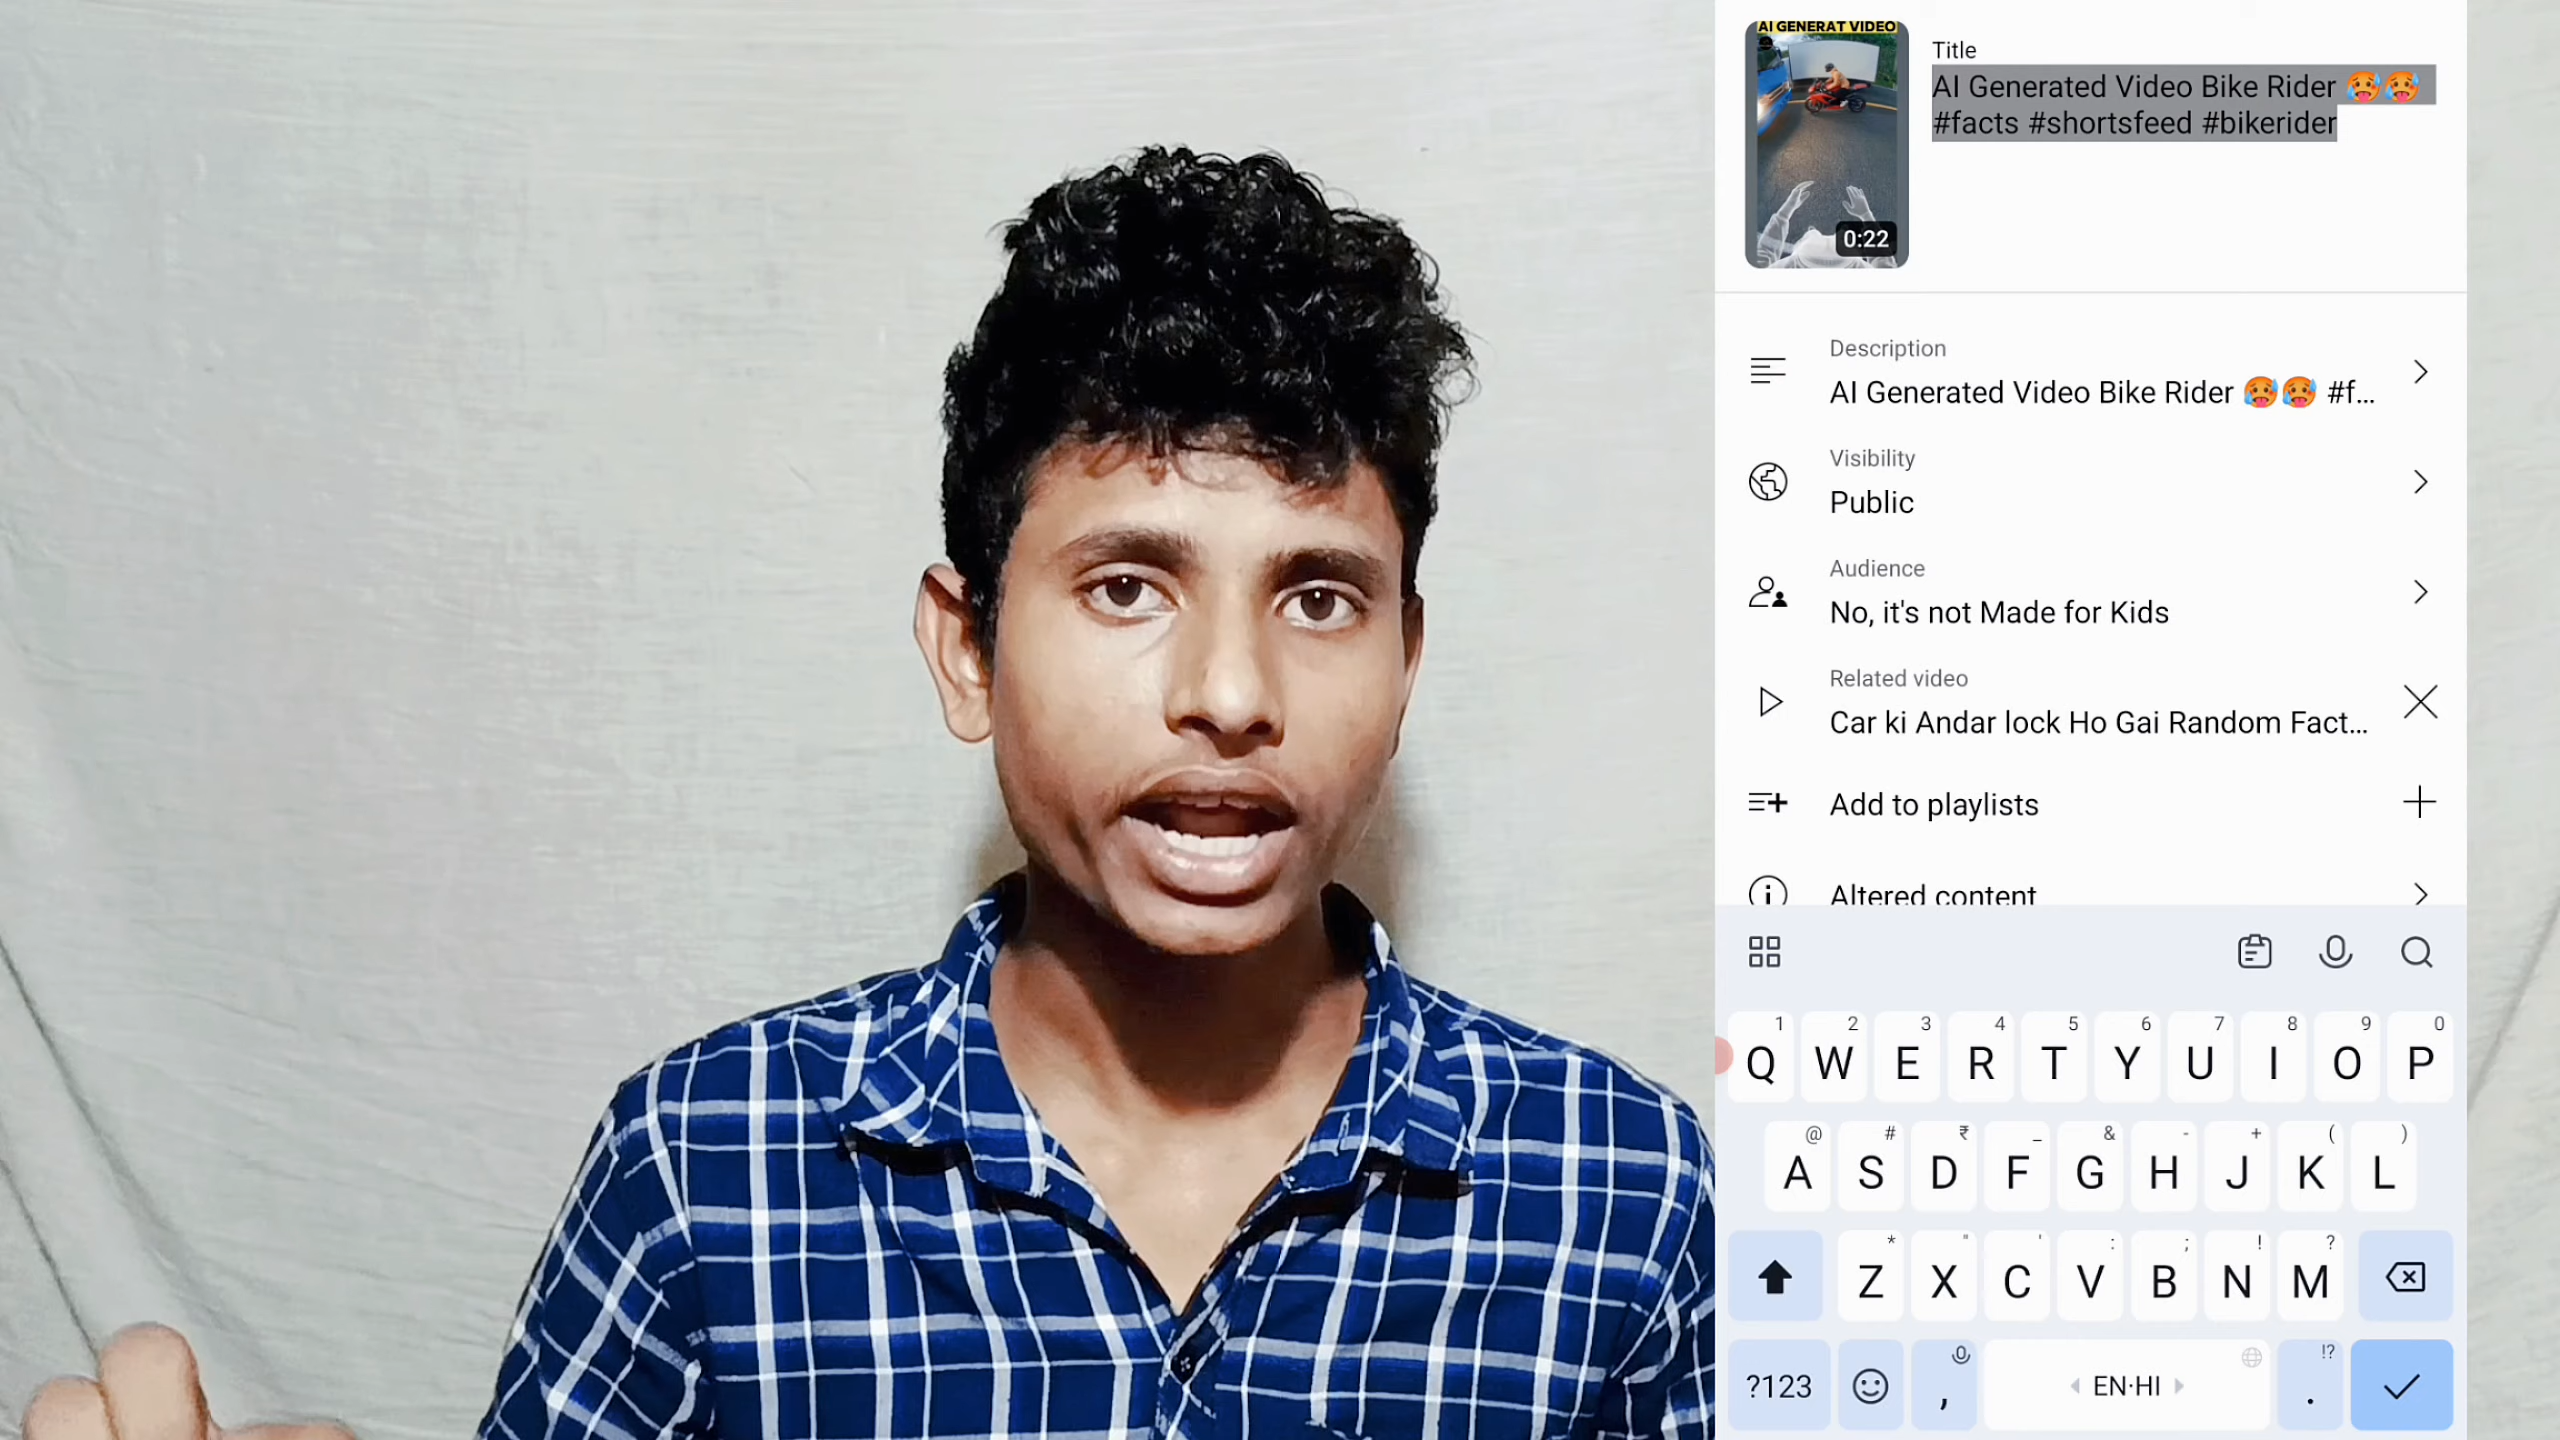 AI GENERAT VIDEO
0:22
Title
AI Generated Video Bike Rider 🥵🥵
#facts #shortsfeed #bikerider
Description
AI Generated Video Bike Rider 🥵🥵 #f...
Visibility
Public
Audience
No, it's not Made for Kids
Related video
Car ki Andar lock Ho Gai Random Fact...
Add to playlists
Altered content
1 2 3 4 5 6 7 8 9 0
Q W E R T Y U I O P
@ # ₹ _ & - + ( )
A S D F G H J K L
* " ' : ; ! ?
Z X C V B N M
!?
?123 , EN·HI .